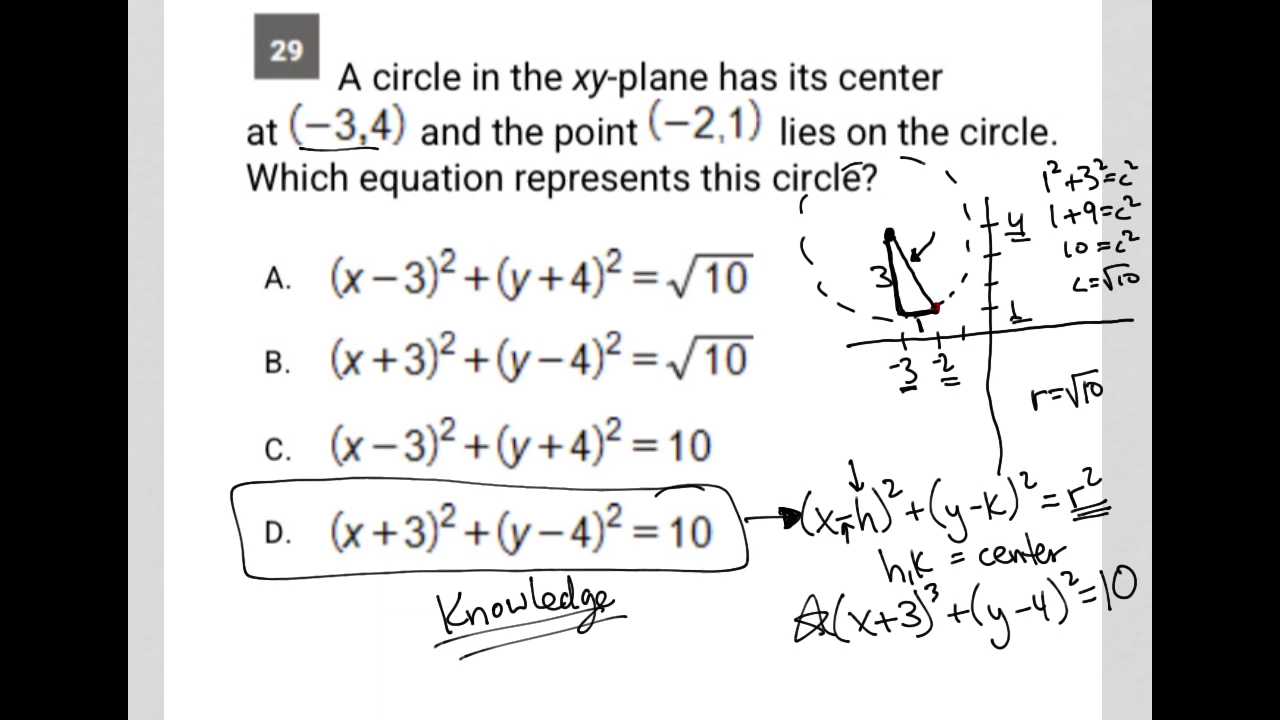 29
A circle in the xy-plane has its center
at (−3,4) and the point (−2,1) lies on the circle.
Which equation represents this circle?
A. (x − 3)² + (y + 4)² = √10
B. (x + 3)² + (y − 4)² = √10
C. (x − 3)² + (y + 4)² = 10
D. (x + 3)² + (y − 4)² = 10
Knowledge
3
1
-3 -2
4
1
1² + 3² = c²
1 + 9 = c²
10 = c²
c = √10
r = √10
(x − h)² + (y − k)² = r²
h,k = center
(x + 3)³ + (y − 4)² = 10